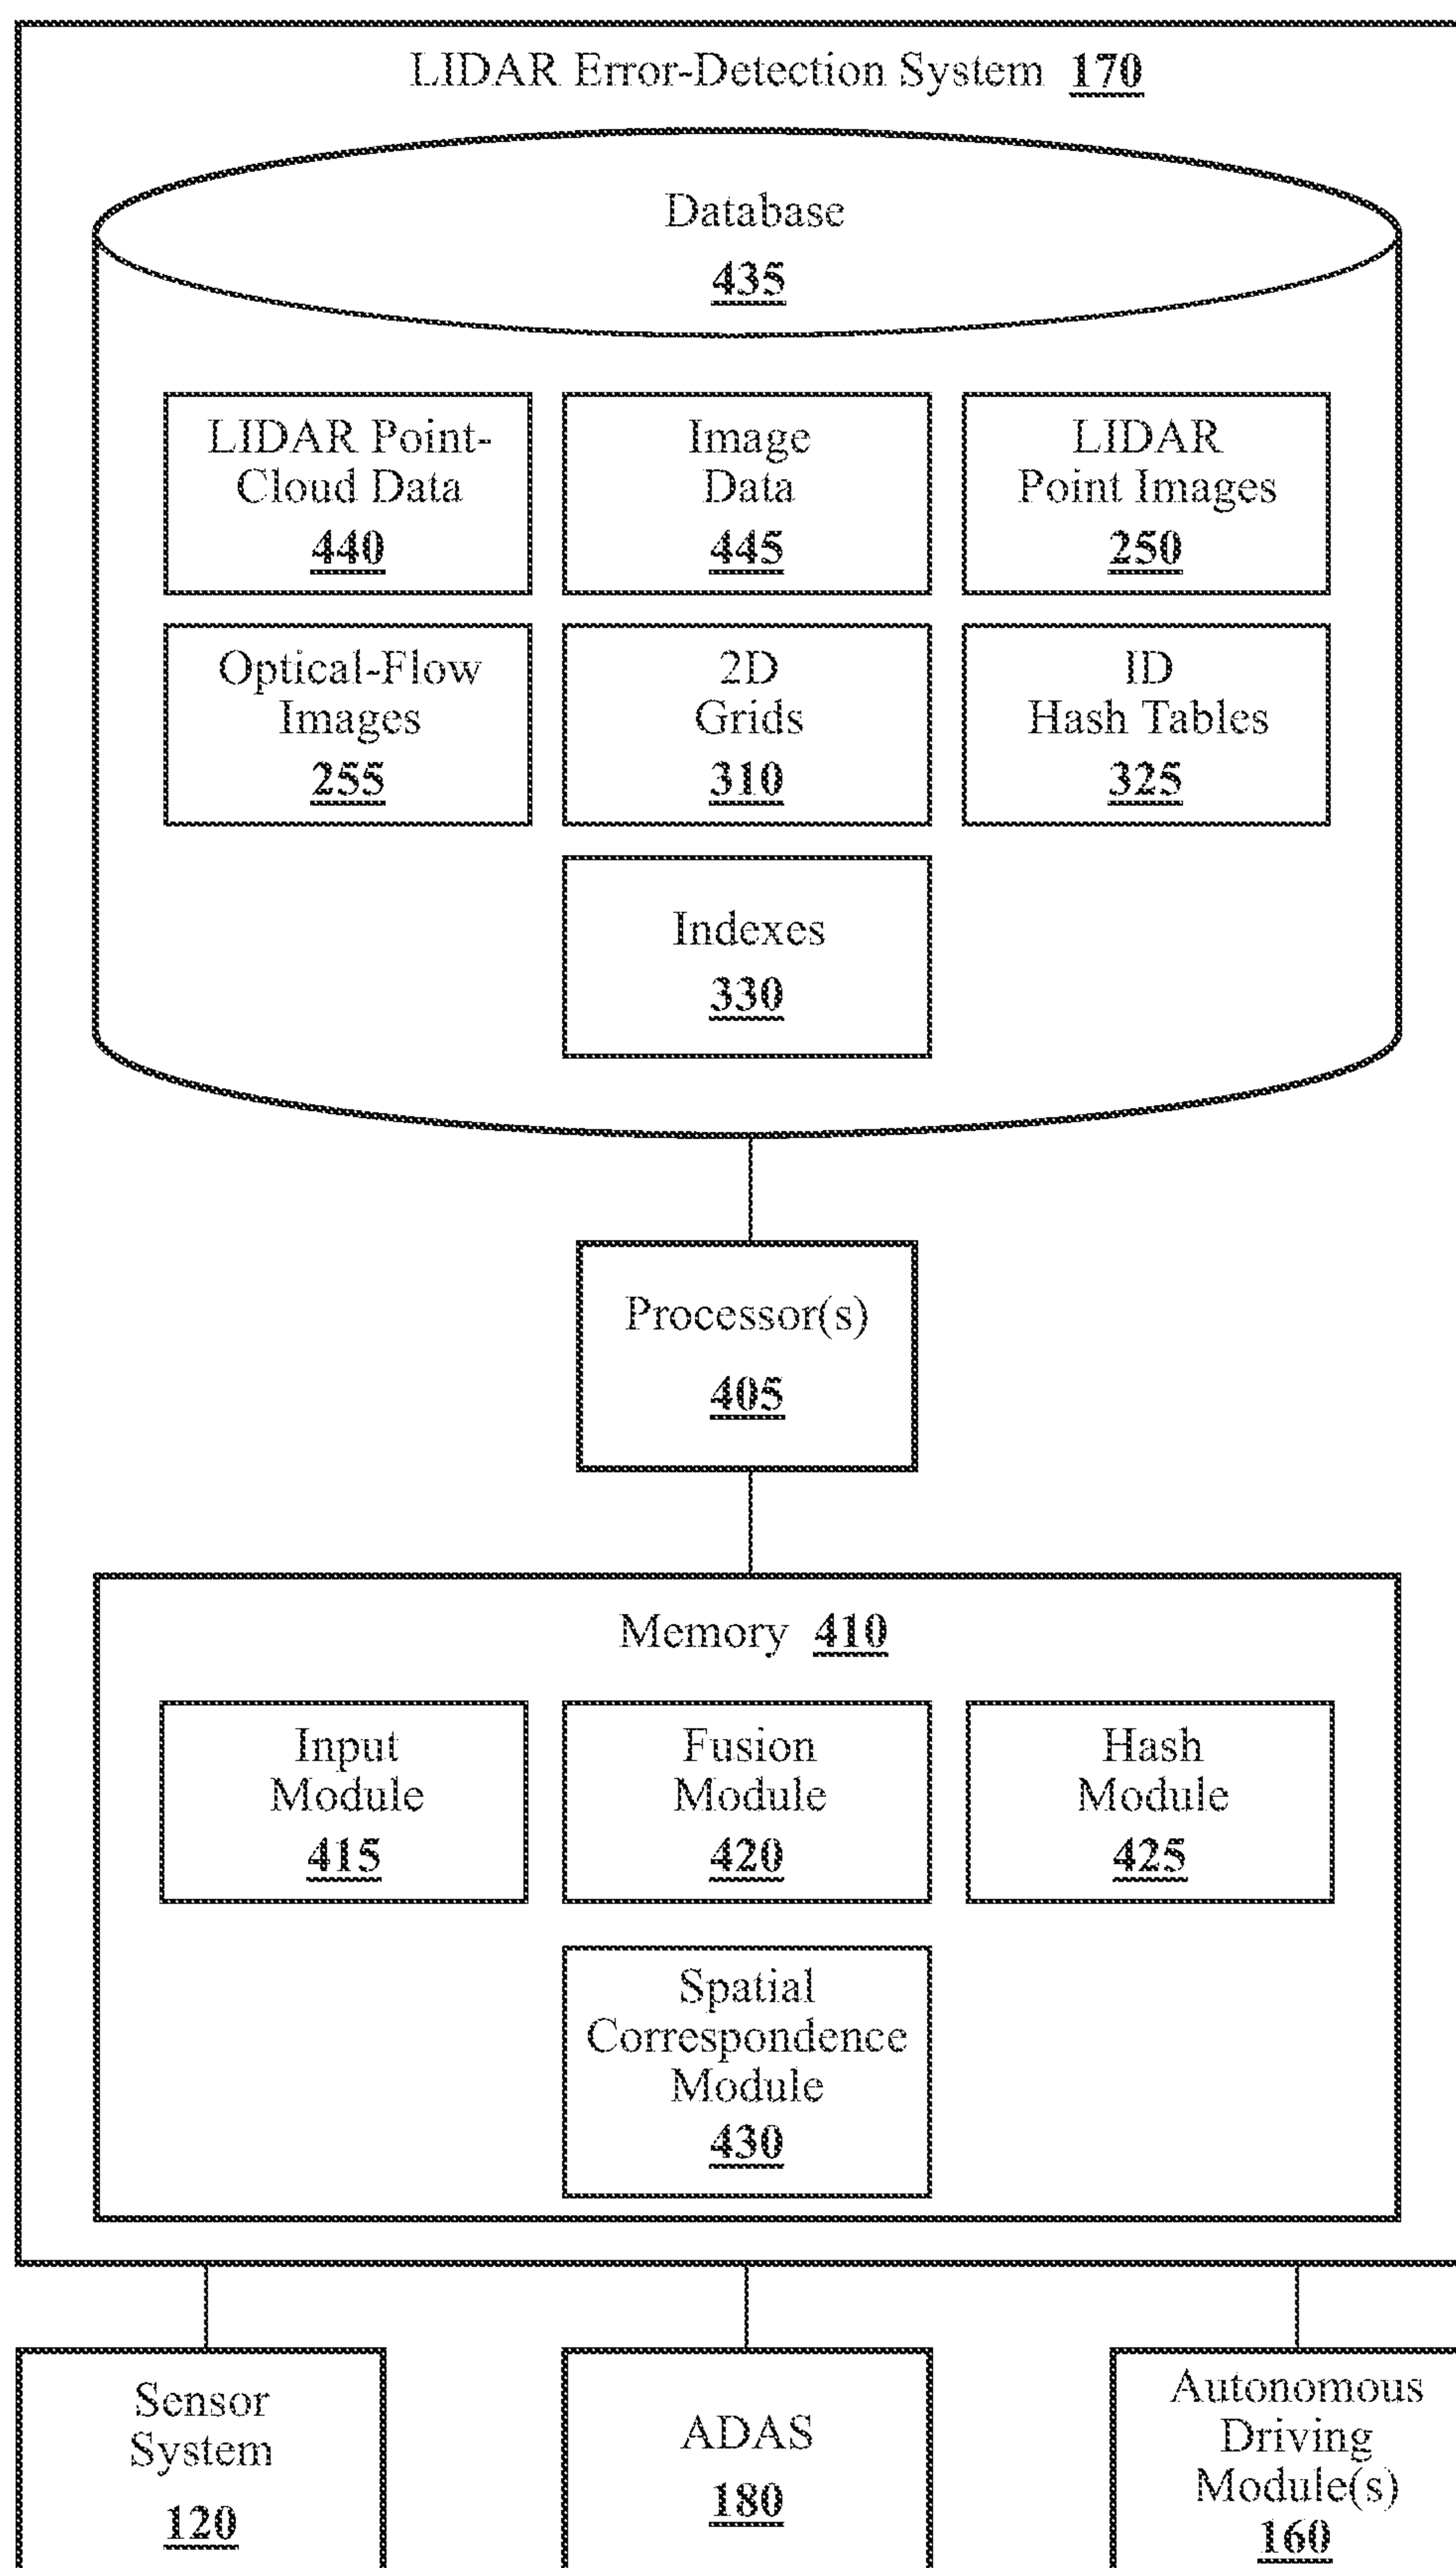 LIDAR Error-Detection System 170
Database
435
LIDAR Point-
Cloud Data
440
Image
Data
445
LIDAR
Point Images
250
Optical-Flow
Images
255
2D
Grids
310
ID
Hash Tables
325
Indexes
330
Processor(s)
405
Memory 410
Input
Module
415
Fusion
Module
420
Hash
Module
425
Spatial
Correspondence
Module
430
Sensor
System
120
ADAS
180
Autonomous
Driving
Module(s)
160